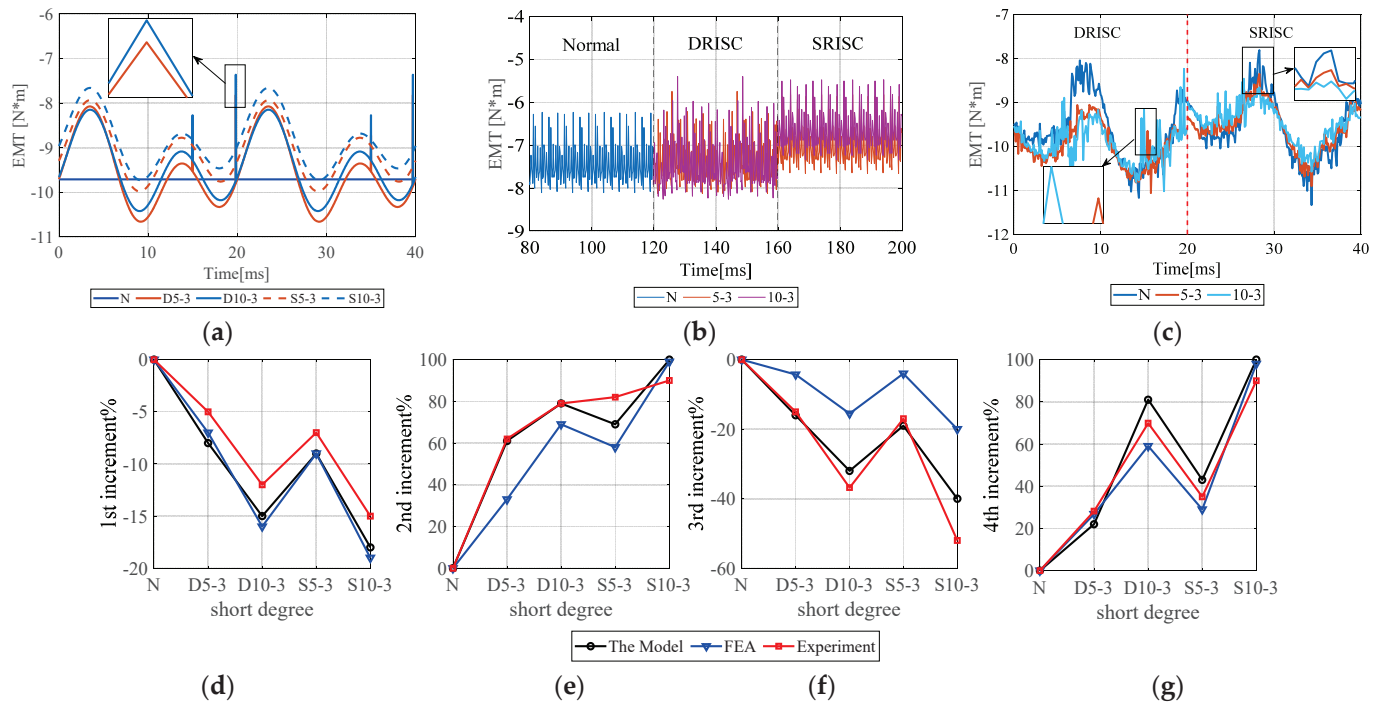 -6
-7
-8
-9
-10
-11
EMT [N*m]
0 10 20 30 40
Time[ms]
N D5-3 D10-3 S5-3 S10-3
(a)
-4
-5
-6
-7
-8
-9
EMT [N*m]
Normal DRISC SRISC
80 100 120 140 160 180 200
Time[ms]
N 5-3 10-3
(b)
-7
-8
-9
-10
-11
-12
EMT [N*m]
DRISC SRISC
0 10 20 30 40
Time[ms]
N 5-3 10-3
(c)
0
-5
-10
-15
-20
1st increment%
N D5-3 D10-3 S5-3 S10-3
short degree
(d)
100
80
60
40
20
0
2nd increment%
N D5-3 D10-3 S5-3 S10-3
short degree
(e)
0
-20
-40
-60
3rd increment%
N D5-3 D10-3 S5-3 S10-3
short degree
(f)
100
80
60
40
20
0
4th increment%
N D5-3 D10-3 S5-3 S10-3
short degree
(g)
The Model FEA Experiment